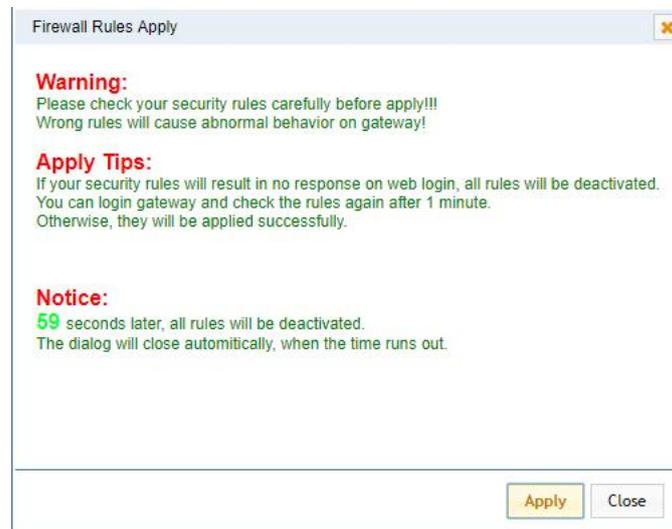 Firewall Rules Apply
Warning:
Please check your security rules carefully before apply!!!
Wrong rules will cause abnormal behavior on gateway!
Apply Tips:
If your security rules will result in no response on web login, all rules will be deactivated.
You can login gateway and check the rules again after 1 minute.
Otherwise, they will be applied successfully.
Notice:
59 seconds later, all rules will be deactivated.
The dialog will close automitically, when the time runs out.
Apply
Close